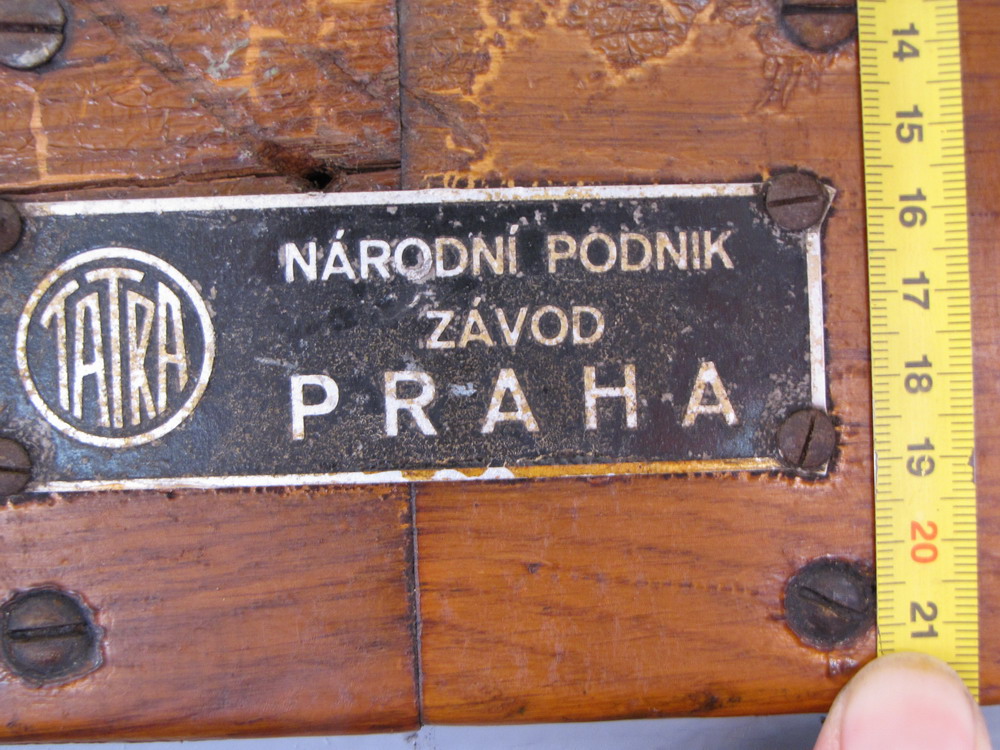 TATRA
NÁRODNÍ PODNIK
ZÁVOD
PRAHA
14
15
16
17
18
19
20
21